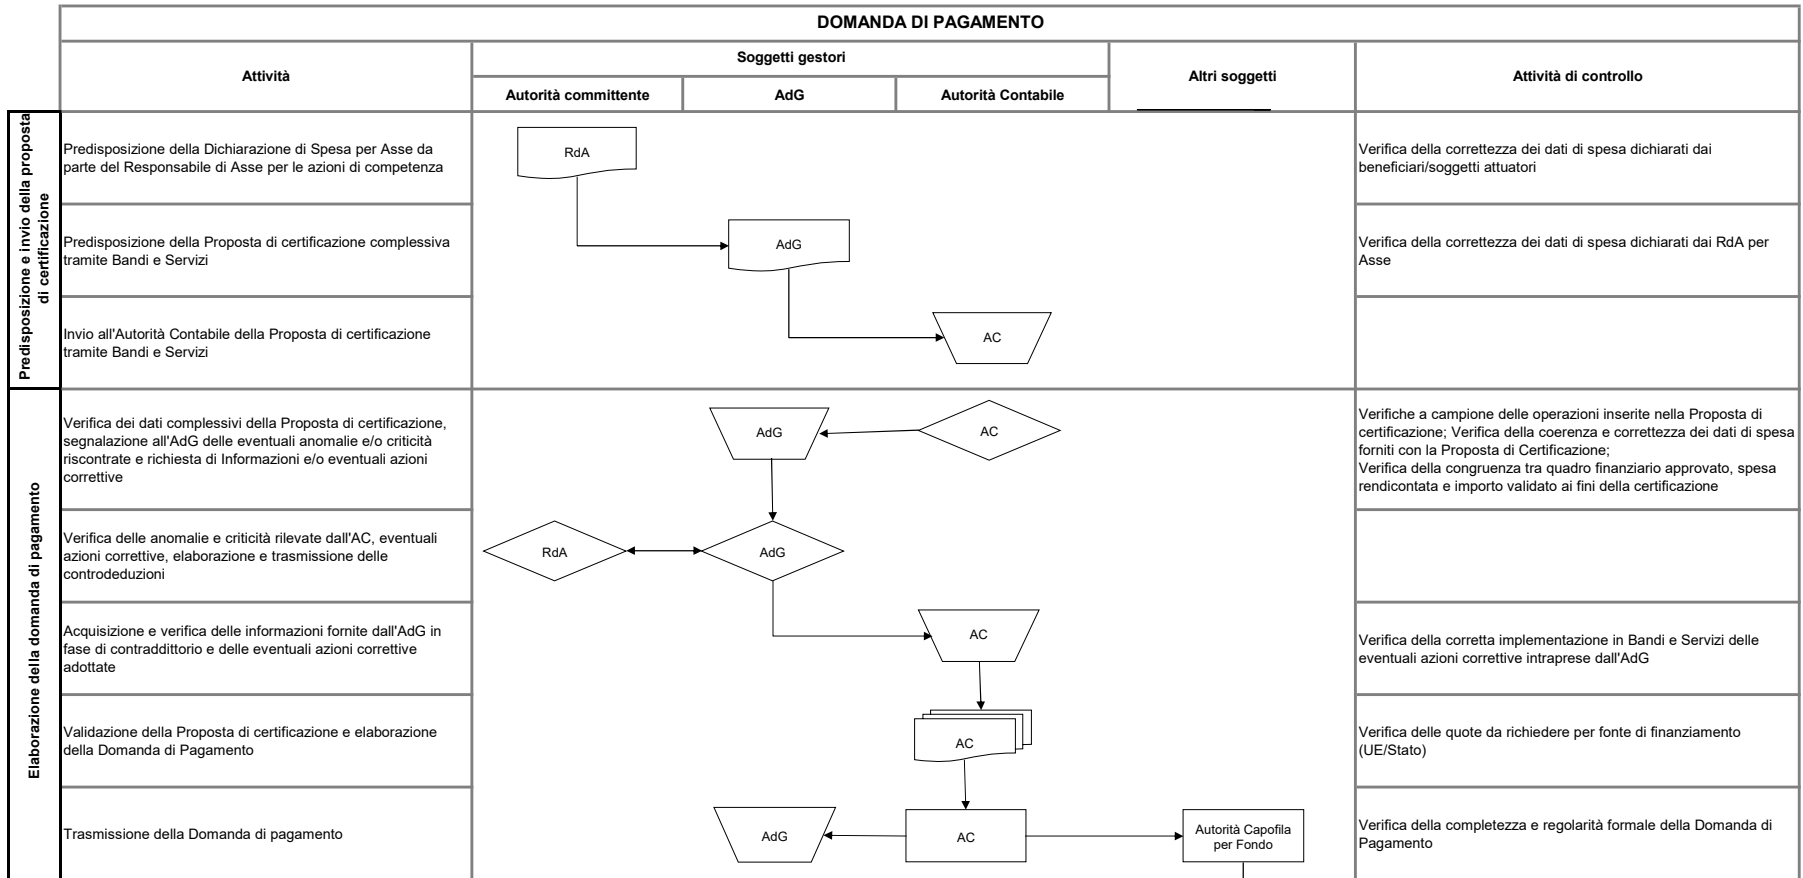 DOMANDA DI PAGAMENTO
Attività
Soggetti gestori
Altri soggetti
Attività di controllo
Autorità committente
AdG
Autorità Contabile
Predisposizione e invio della proposta
di certificazione
Predisposizione della Dichiarazione di Spesa per Asse da
parte del Responsabile di Asse per le azioni di competenza
RdA
Verifica della correttezza dei dati di spesa dichiarati dai
beneficiari/soggetti attuatori
Predisposizione della Proposta di certificazione complessiva
tramite Bandi e Servizi
AdG
Verifica della correttezza dei dati di spesa dichiarati dai RdA per
Asse
Invio all'Autorità Contabile della Proposta di certificazione
tramite Bandi e Servizi
AC
Elaborazione della domanda di pagamento
Verifica dei dati complessivi della Proposta di certificazione,
segnalazione all'AdG delle eventuali anomalie e/o criticità
riscontrate e richiesta di Informazioni e/o eventuali azioni
correttive
AdG
AC
Verifiche a campione delle operazioni inserite nella Proposta di
certificazione; Verifica della coerenza e correttezza dei dati di spesa
forniti con la Proposta di Certificazione;
Verifica della congruenza tra quadro finanziario approvato, spesa
rendicontata e importo validato ai fini della certificazione
Verifica delle anomalie e criticità rilevate dall'AC, eventuali
azioni correttive, elaborazione e trasmissione delle
controdeduzioni
RdA
AdG
Acquisizione e verifica delle informazioni fornite dall'AdG in
fase di contraddittorio e delle eventuali azioni correttive
adottate
AC
Verifica della corretta implementazione in Bandi e Servizi delle
eventuali azioni correttive intraprese dall'AdG
Validazione della Proposta di certificazione e elaborazione
della Domanda di Pagamento
AC
Verifica delle quote da richiedere per fonte di finanziamento
(UE/Stato)
Trasmissione della Domanda di pagamento
AdG
AC
Autorità Capofila
per Fondo
Verifica della completezza e regolarità formale della Domanda di
Pagamento